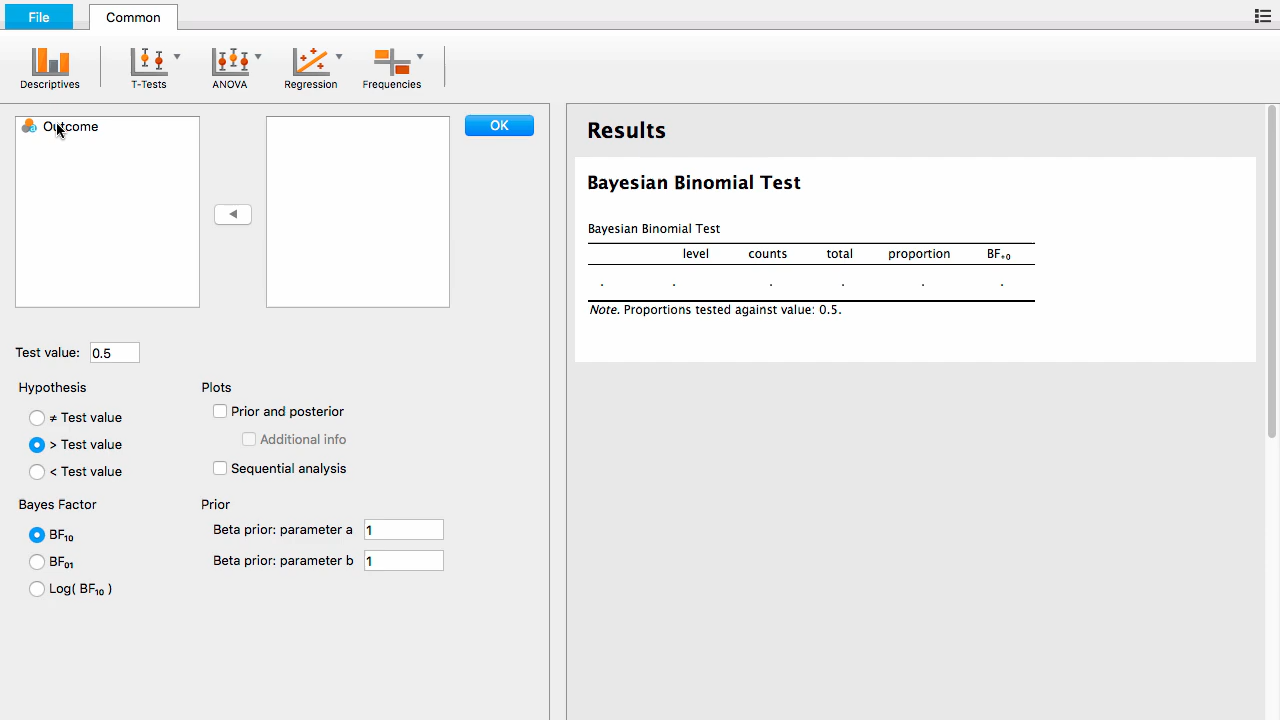 File
Common
Descriptives
T-Tests
ANOVA
Regression
Frequencies
Outcome
OK
Test value: 0.5
Hypothesis
≠ Test value
> Test value
< Test value
Bayes Factor
BF₁₀
BF₀₁
Log( BF₁₀ )
Plots
Prior and posterior
Additional info
Sequential analysis
Prior
Beta prior: parameter a 1
Beta prior: parameter b 1
Results
Bayesian Binomial Test
Bayesian Binomial Test
level counts total proportion BF₊₀
. . . . . .
Note. Proportions tested against value: 0.5.